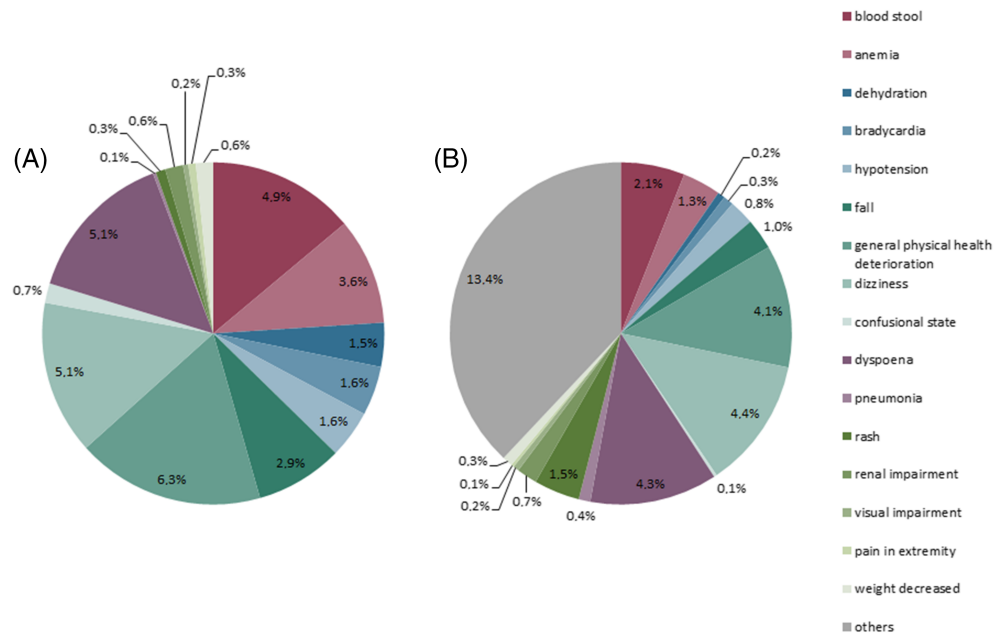 (A)
0,3%
0,2%
0,6%
0,3%
0,1%
0,6%
4,9%
5,1%
3,6%
0,7%
1,5%
5,1%
1,6%
1,6%
6,3%
2,9%
(B)
2,1%
1,3%
0,2%
0,3%
0,8%
1,0%
13,4%
4,1%
4,4%
0,3%
0,1%
0,2%
0,7%
1,5%
0,4%
4,3%
0,1%
blood stool
anemia
dehydration
bradycardia
hypotension
fall
general physical health
deterioration
dizziness
confusional state
dyspoena
pneumonia
rash
renal impairment
visual impairment
pain in extremity
weight decreased
others